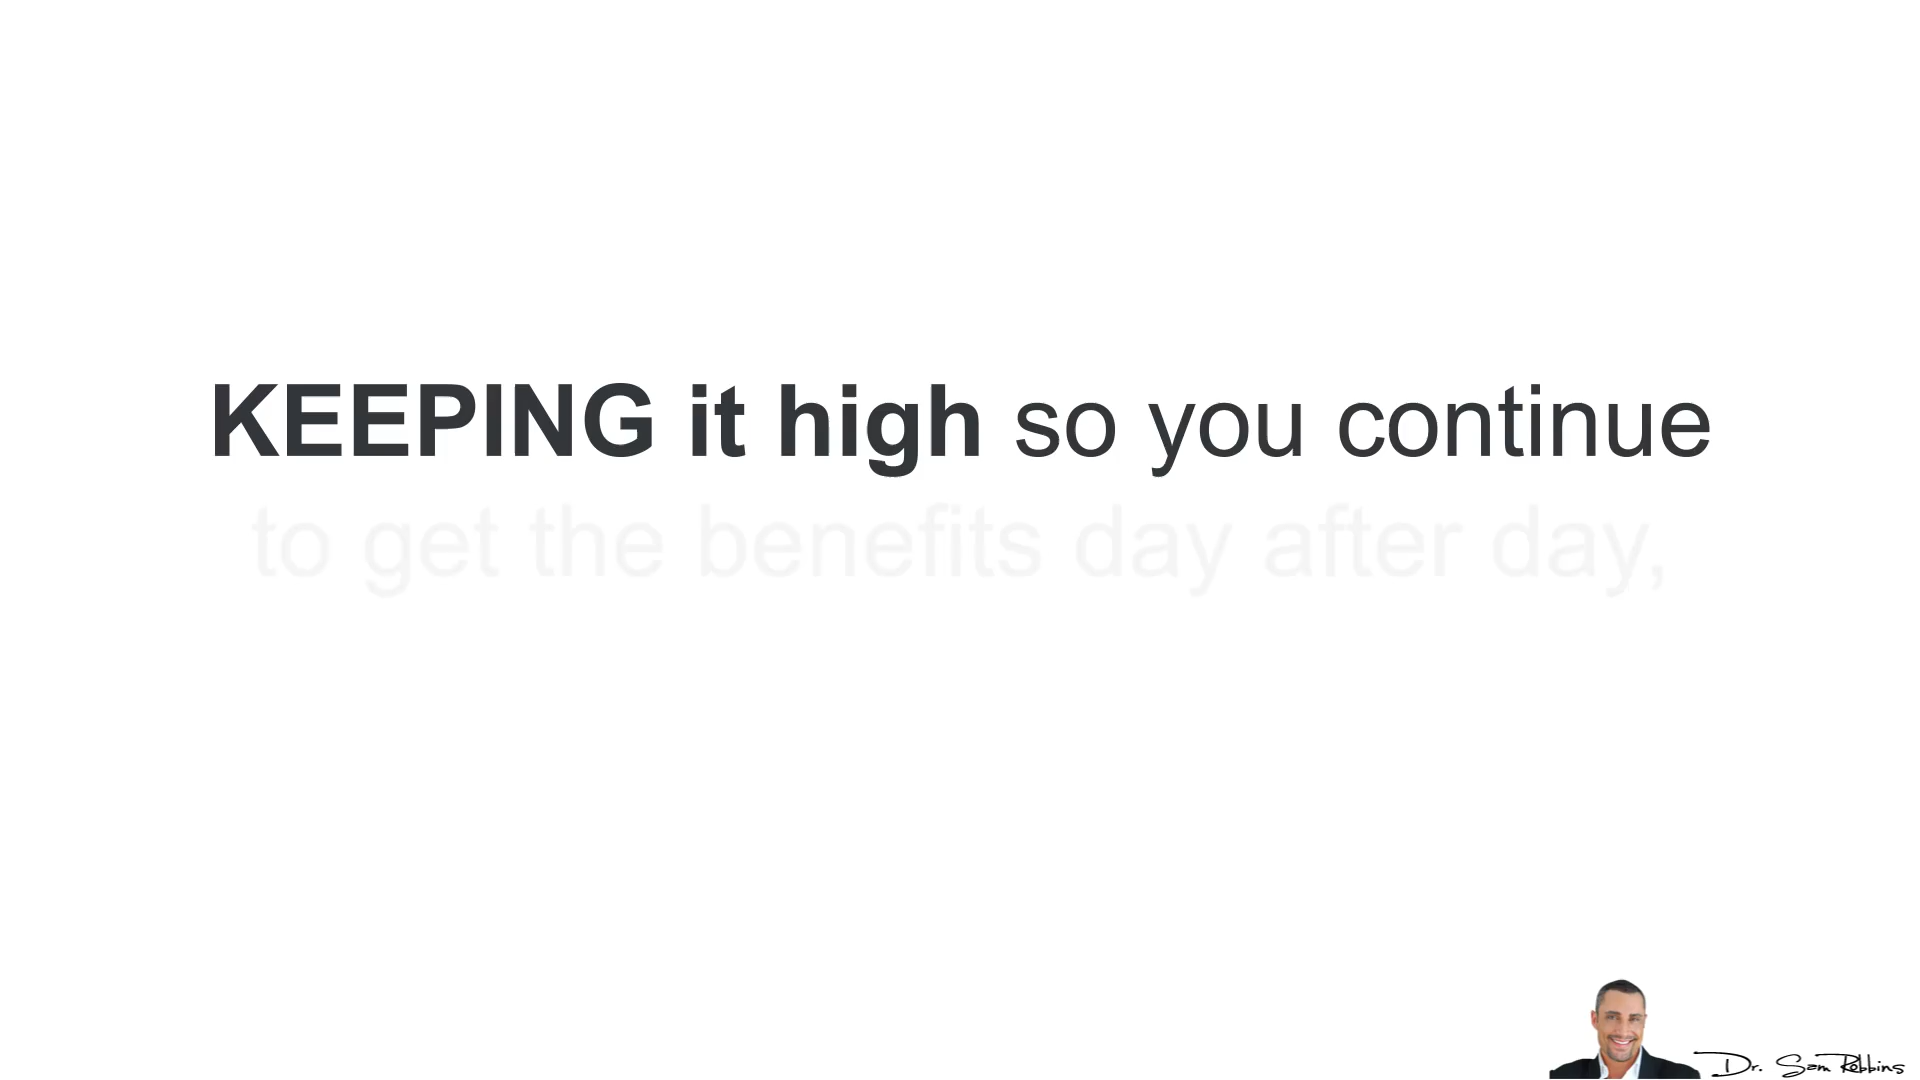 KEEPING it high so you continue
to get the benefits day after day,
Dr. Sam Robbins